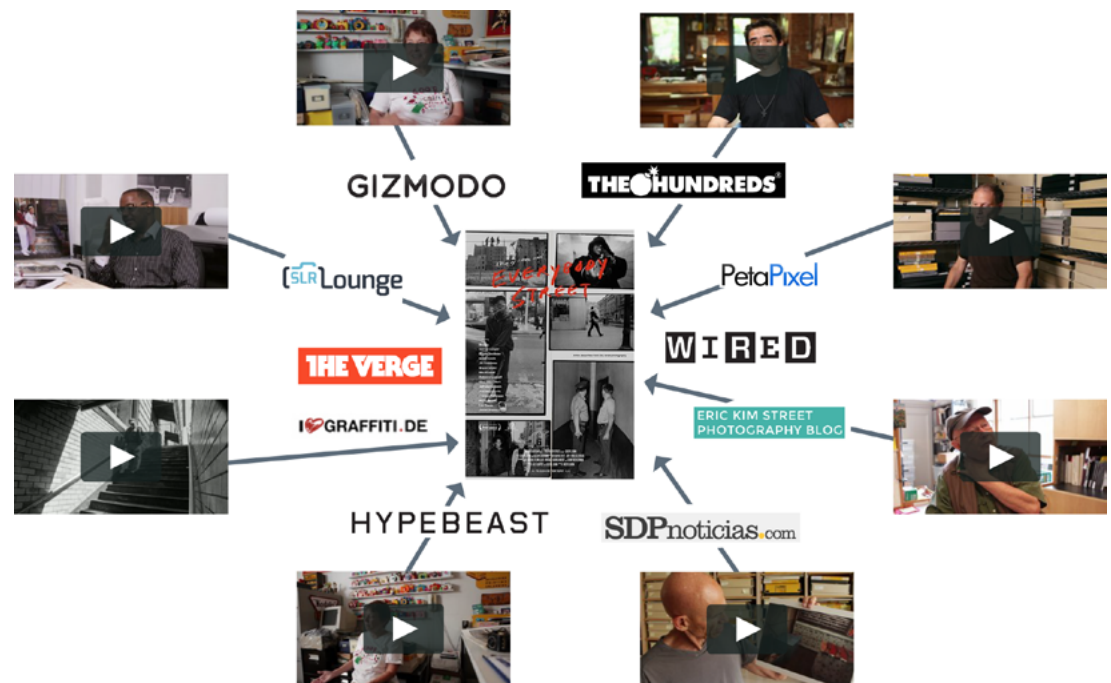 GIZMODO
THE HUNDREDS®
SLR Lounge
PetaPixel
EVERYBODY
STREET
WIRED
THE VERGE
I GRAFFITI.DE
ERIC KIM STREET
PHOTOGRAPHY BLOG
HYPEBEAST
SDPnoticias.com